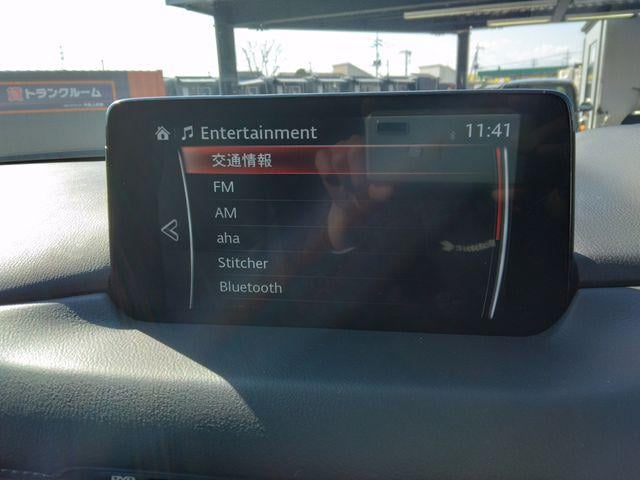 トランクルーム
Entertainment
11:41
交通情報
FM
AM
aha
Stitcher
Bluetooth